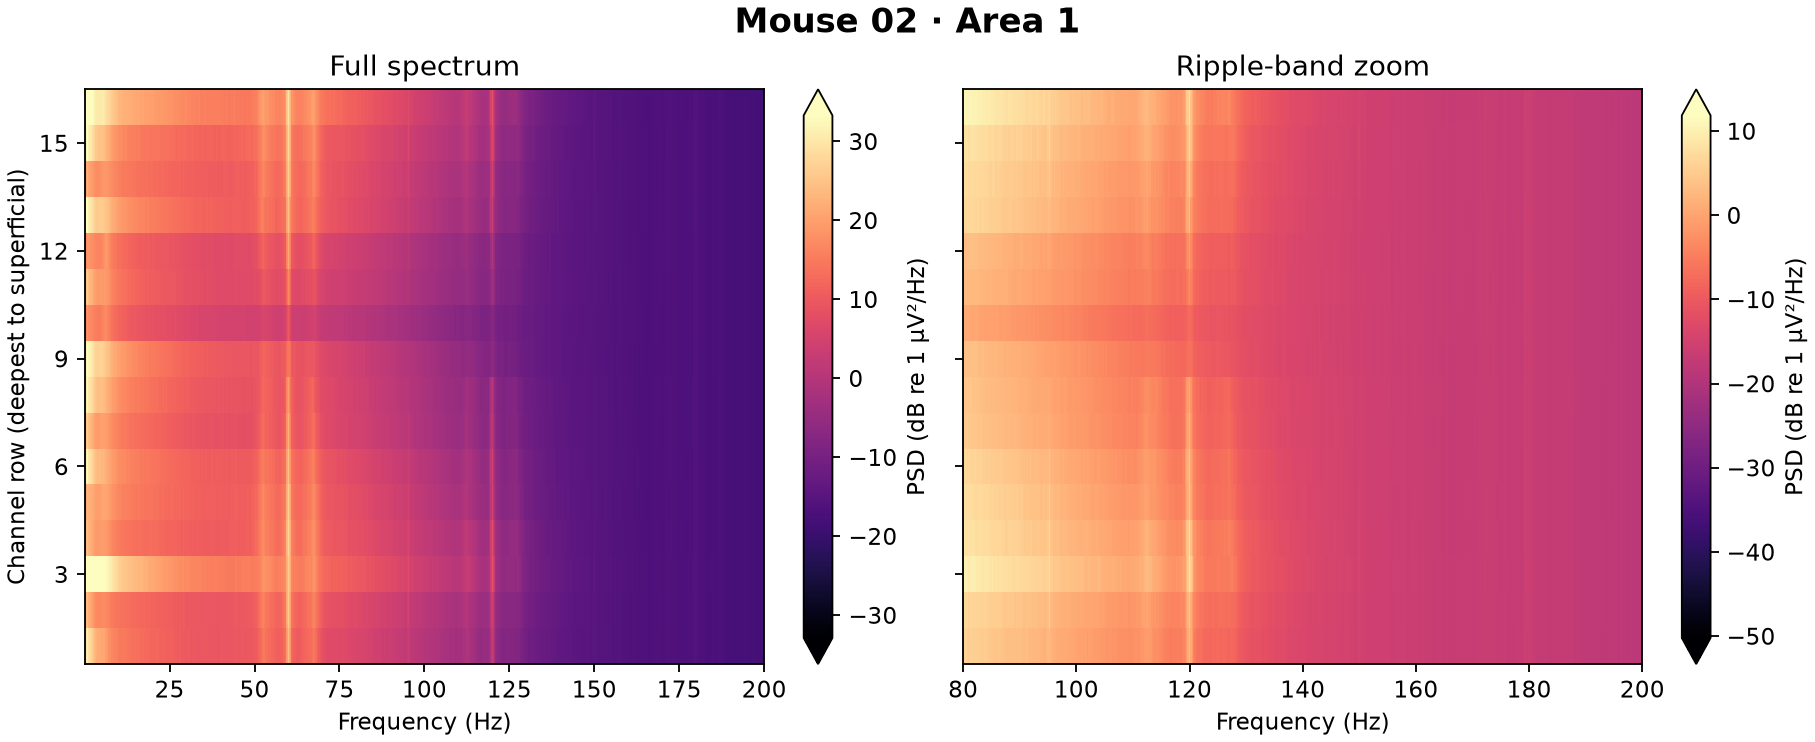 Mouse 02 · Area 1
Full spectrum
Channel row (deepest to superficial)
15
12
9
6
3
25 50 75 100 125 150 175 200
Frequency (Hz)
30
20
10
0
−10
−20
−30
PSD (dB re 1 µV²/Hz)
Ripple-band zoom
80 100 120 140 160 180 200
Frequency (Hz)
10
0
−10
−20
−30
−40
−50
PSD (dB re 1 µV²/Hz)